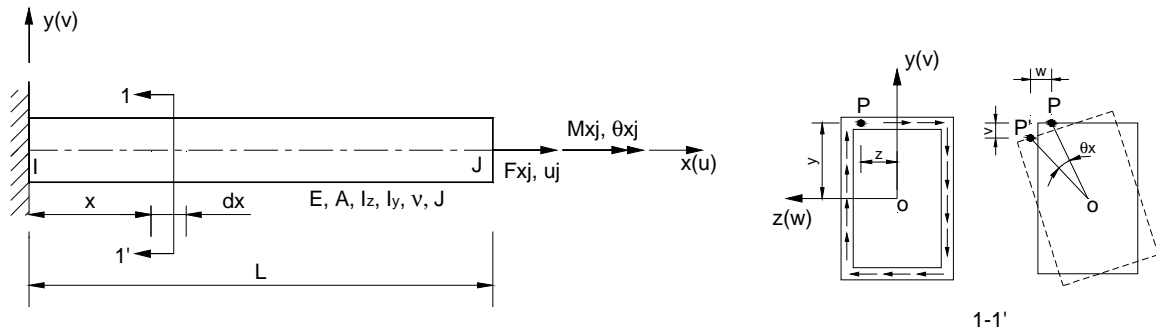 y(v)
1
I
J
Mxj, θxj
Fxj, uj
x(u)
E, A, Iz, Iy, ν, J
x
dx
1'
L
y(v)
P
y
z
o
z(w)
w
P
v
P'
θx
o
1-1'